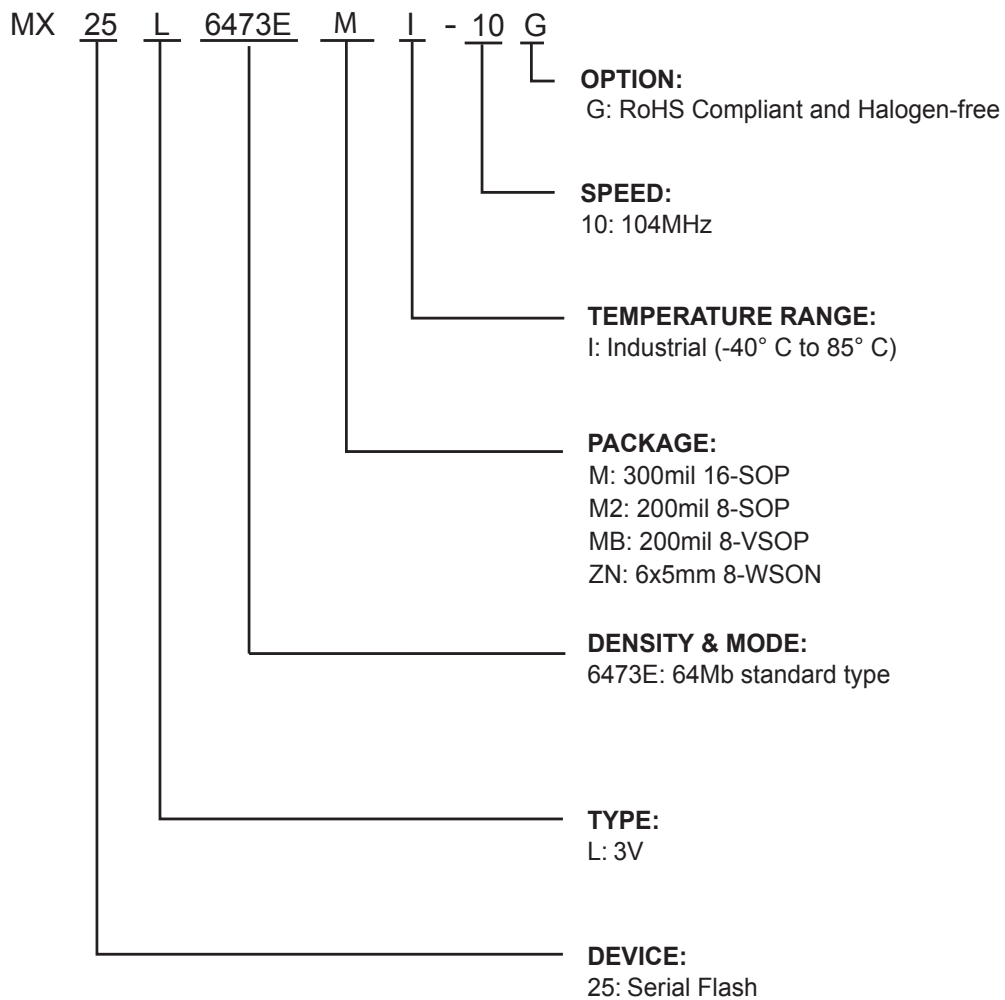 MX 25 L 6473E M I - 10 G
OPTION:
G: RoHS Compliant and Halogen-free
SPEED:
10: 104MHz
TEMPERATURE RANGE:
I: Industrial (-40° C to 85° C)
PACKAGE:
M: 300mil 16-SOP
M2: 200mil 8-SOP
MB: 200mil 8-VSOP
ZN: 6x5mm 8-WSON
DENSITY & MODE:
6473E: 64Mb standard type
TYPE:
L: 3V
DEVICE:
25: Serial Flash